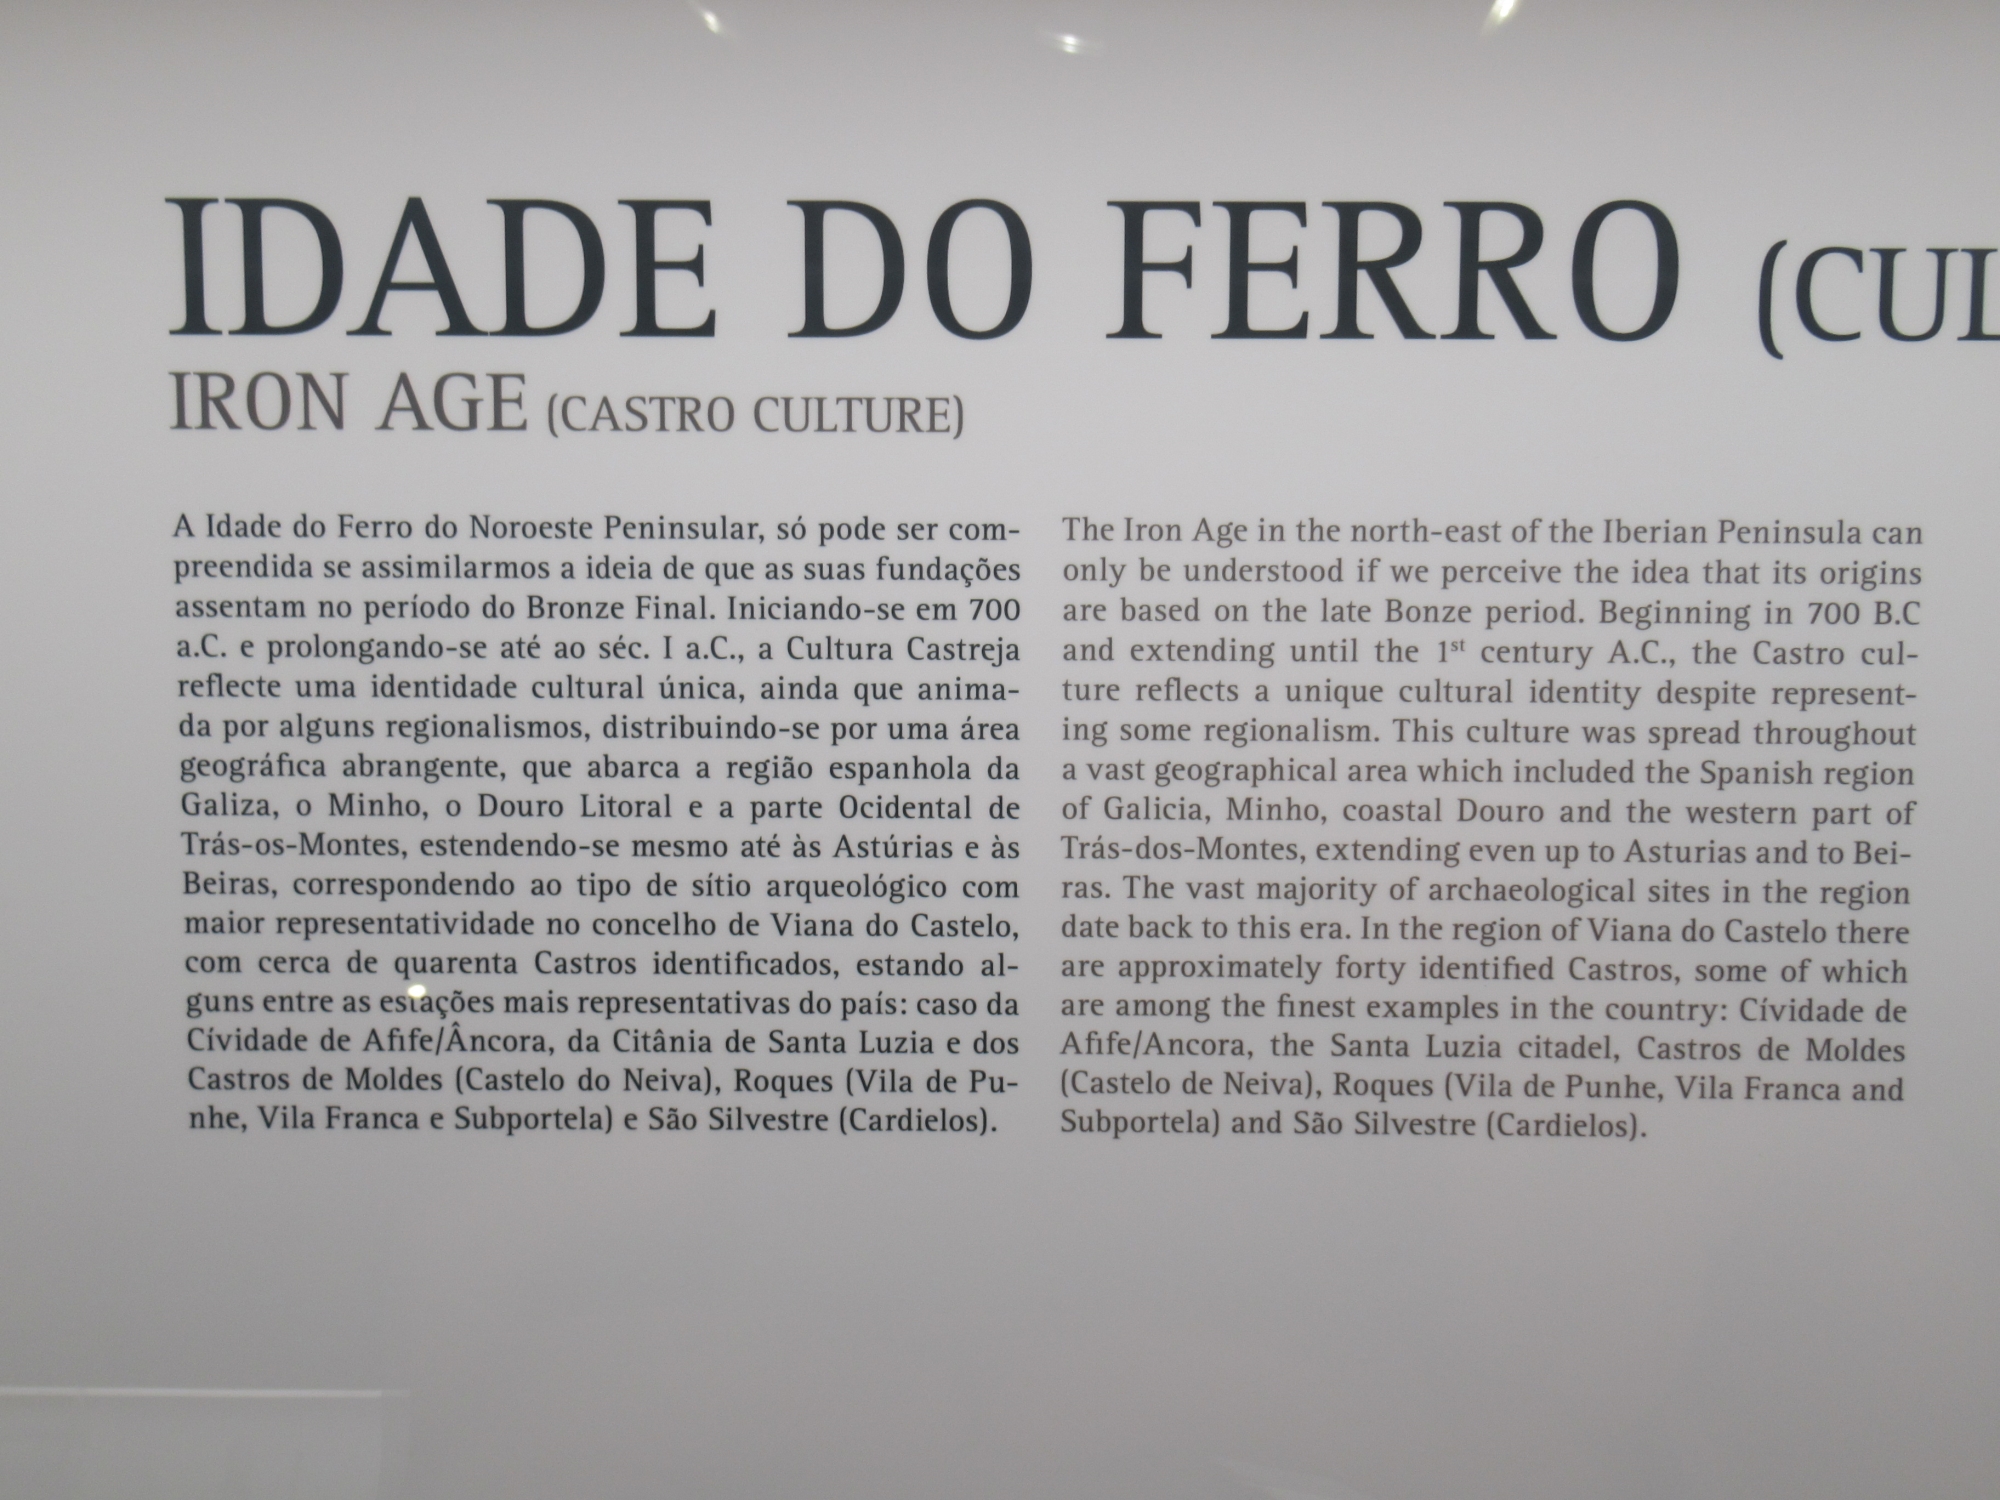 IDADE DO FERRO (CUL
IRON AGE (CASTRO CULTURE)
A Idade do Ferro do Noroeste Peninsular, só pode ser com-
preendida se assimilarmos a ideia de que as suas fundações
assentam no período do Bronze Final. Iniciando-se em 700
a.C. e prolongando-se até ao séc. I a.C., a Cultura Castreja
reflecte uma identidade cultural única, ainda que anima-
da por alguns regionalismos, distribuindo-se por uma área
geográfica abrangente, que abarca a região espanhola da
Galiza, o Minho, o Douro Litoral e a parte Ocidental de
Trás-os-Montes, estendendo-se mesmo até às Astúrias e às
Beiras, correspondendo ao tipo de sítio arqueológico com
maior representatividade no concelho de Viana do Castelo,
com cerca de quarenta Castros identificados, estando al-
guns entre as estações mais representativas do país: caso da
Cívidade de Afife/Âncora, da Citânia de Santa Luzia e dos
Castros de Moldes (Castelo do Neiva), Roques (Vila de Pu-
nhe, Vila Franca e Subportela) e São Silvestre (Cardielos).
The Iron Age in the north-east of the Iberian Peninsula can
only be understood if we perceive the idea that its origins
are based on the late Bonze period. Beginning in 700 B.C
and extending until the 1st century A.C., the Castro cul-
ture reflects a unique cultural identity despite represent-
ing some regionalism. This culture was spread throughout
a vast geographical area which included the Spanish region
of Galicia, Minho, coastal Douro and the western part of
Trás-dos-Montes, extending even up to Asturias and to Bei-
ras. The vast majority of archaeological sites in the region
date back to this era. In the region of Viana do Castelo there
are approximately forty identified Castros, some of which
are among the finest examples in the country: Cívidade de
Afife/Ancora, the Santa Luzia citadel, Castros de Moldes
(Castelo de Neiva), Roques (Vila de Punhe, Vila Franca and
Subportela) and São Silvestre (Cardielos).